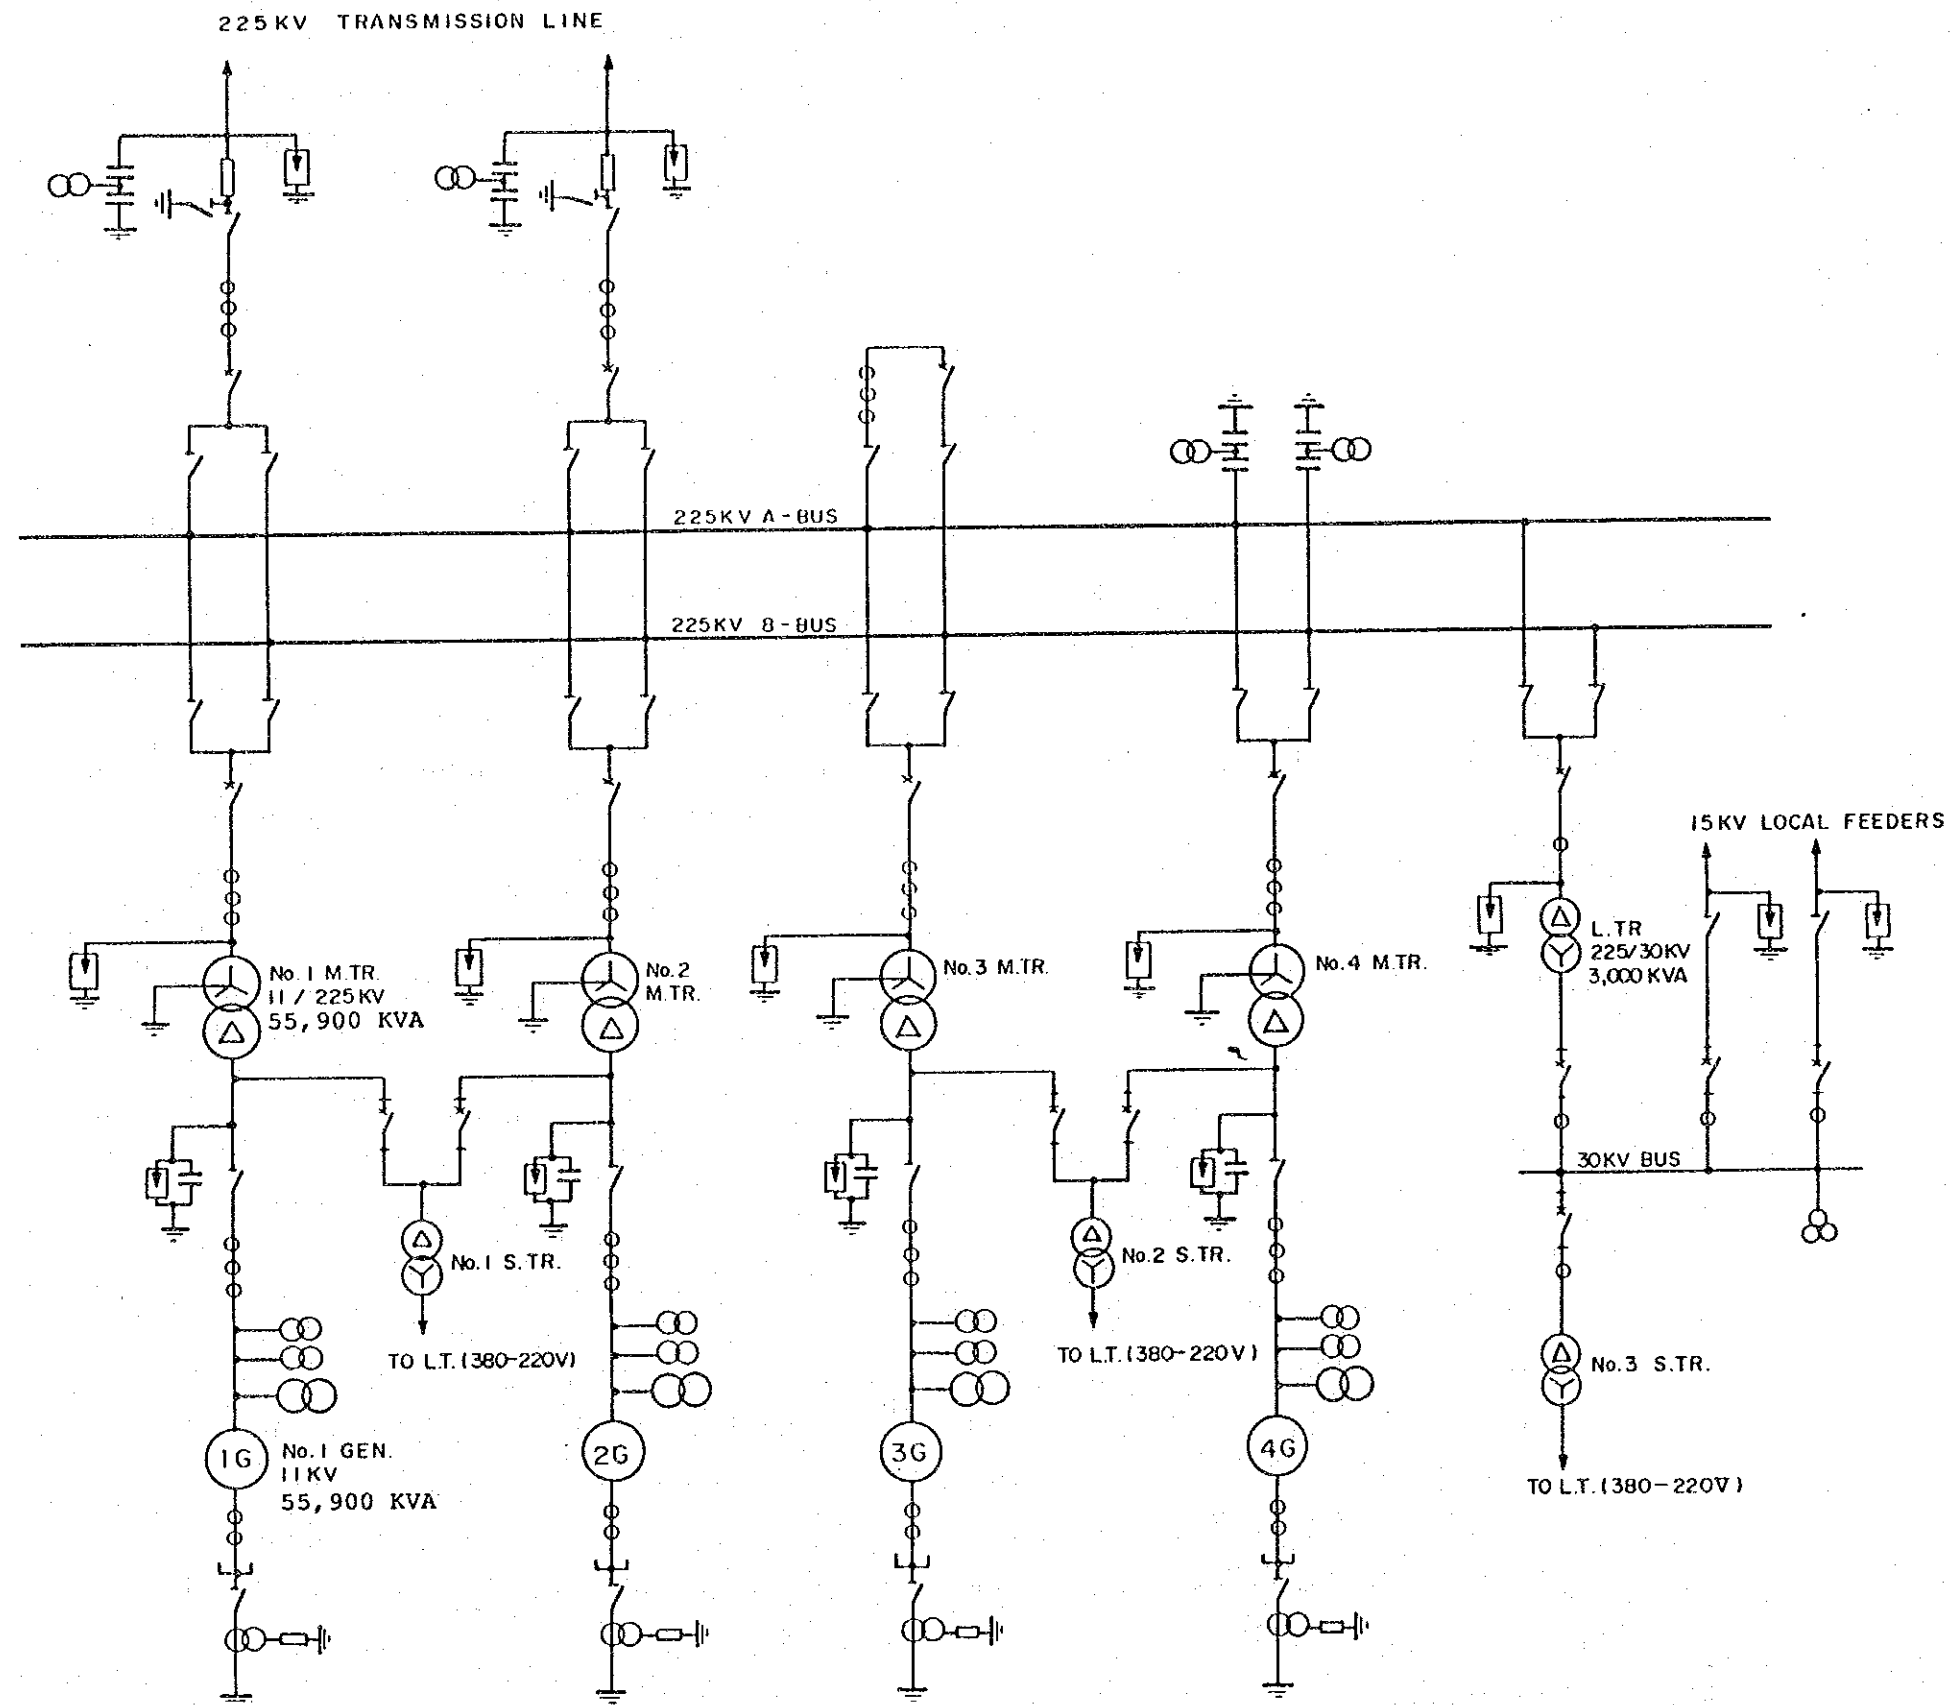 225KV TRANSMISSION LINE
225KV A-BUS
225KV B-BUS
15KV LOCAL FEEDERS
No.1 M.TR.
11 / 225KV
55,900 KVA
No.2
M.TR.
No.3 M.TR.
No.4 M.TR.
L.TR
225/30KV
3,000 KVA
30KV BUS
No.1 S.TR.
TO L.T.(380-220V)
No.2 S.TR.
TO L.T.(380-220V)
No.3 S.TR.
TO L.T.(380-220V)
1G
No.1 GEN.
11KV
55,900 KVA
2G
3G
4G